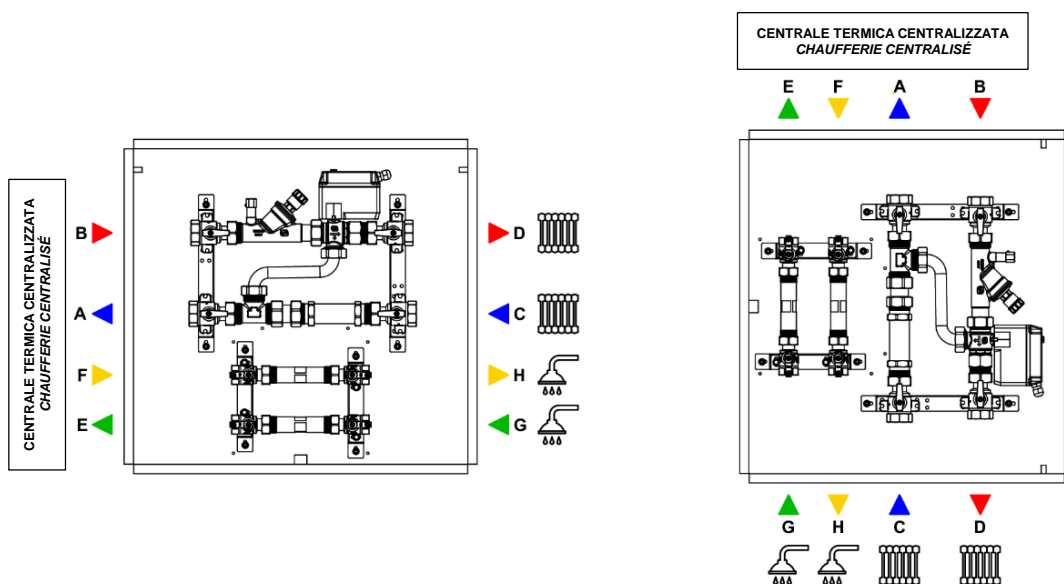 CENTRALE TERMICA CENTRALIZZATA
CHAUFFERIE CENTRALISÉ
B
A
F
E
D
C
H
G
CENTRALE TERMICA CENTRALIZZATA
CHAUFFERIE CENTRALISÉ
E F A B
G H C D